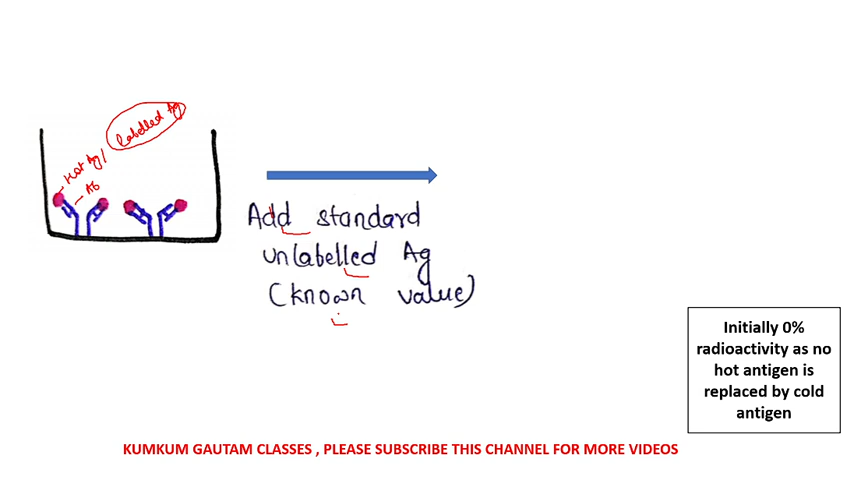 labelled Ag
Hot Ag/
Ab
Add standard
unlabelled Ag
(known value)
Initially 0%
radioactivity as no
hot antigen is
replaced by cold
antigen
KUMKUM GAUTAM CLASSES , PLEASE SUBSCRIBE THIS CHANNEL FOR MORE VIDEOS